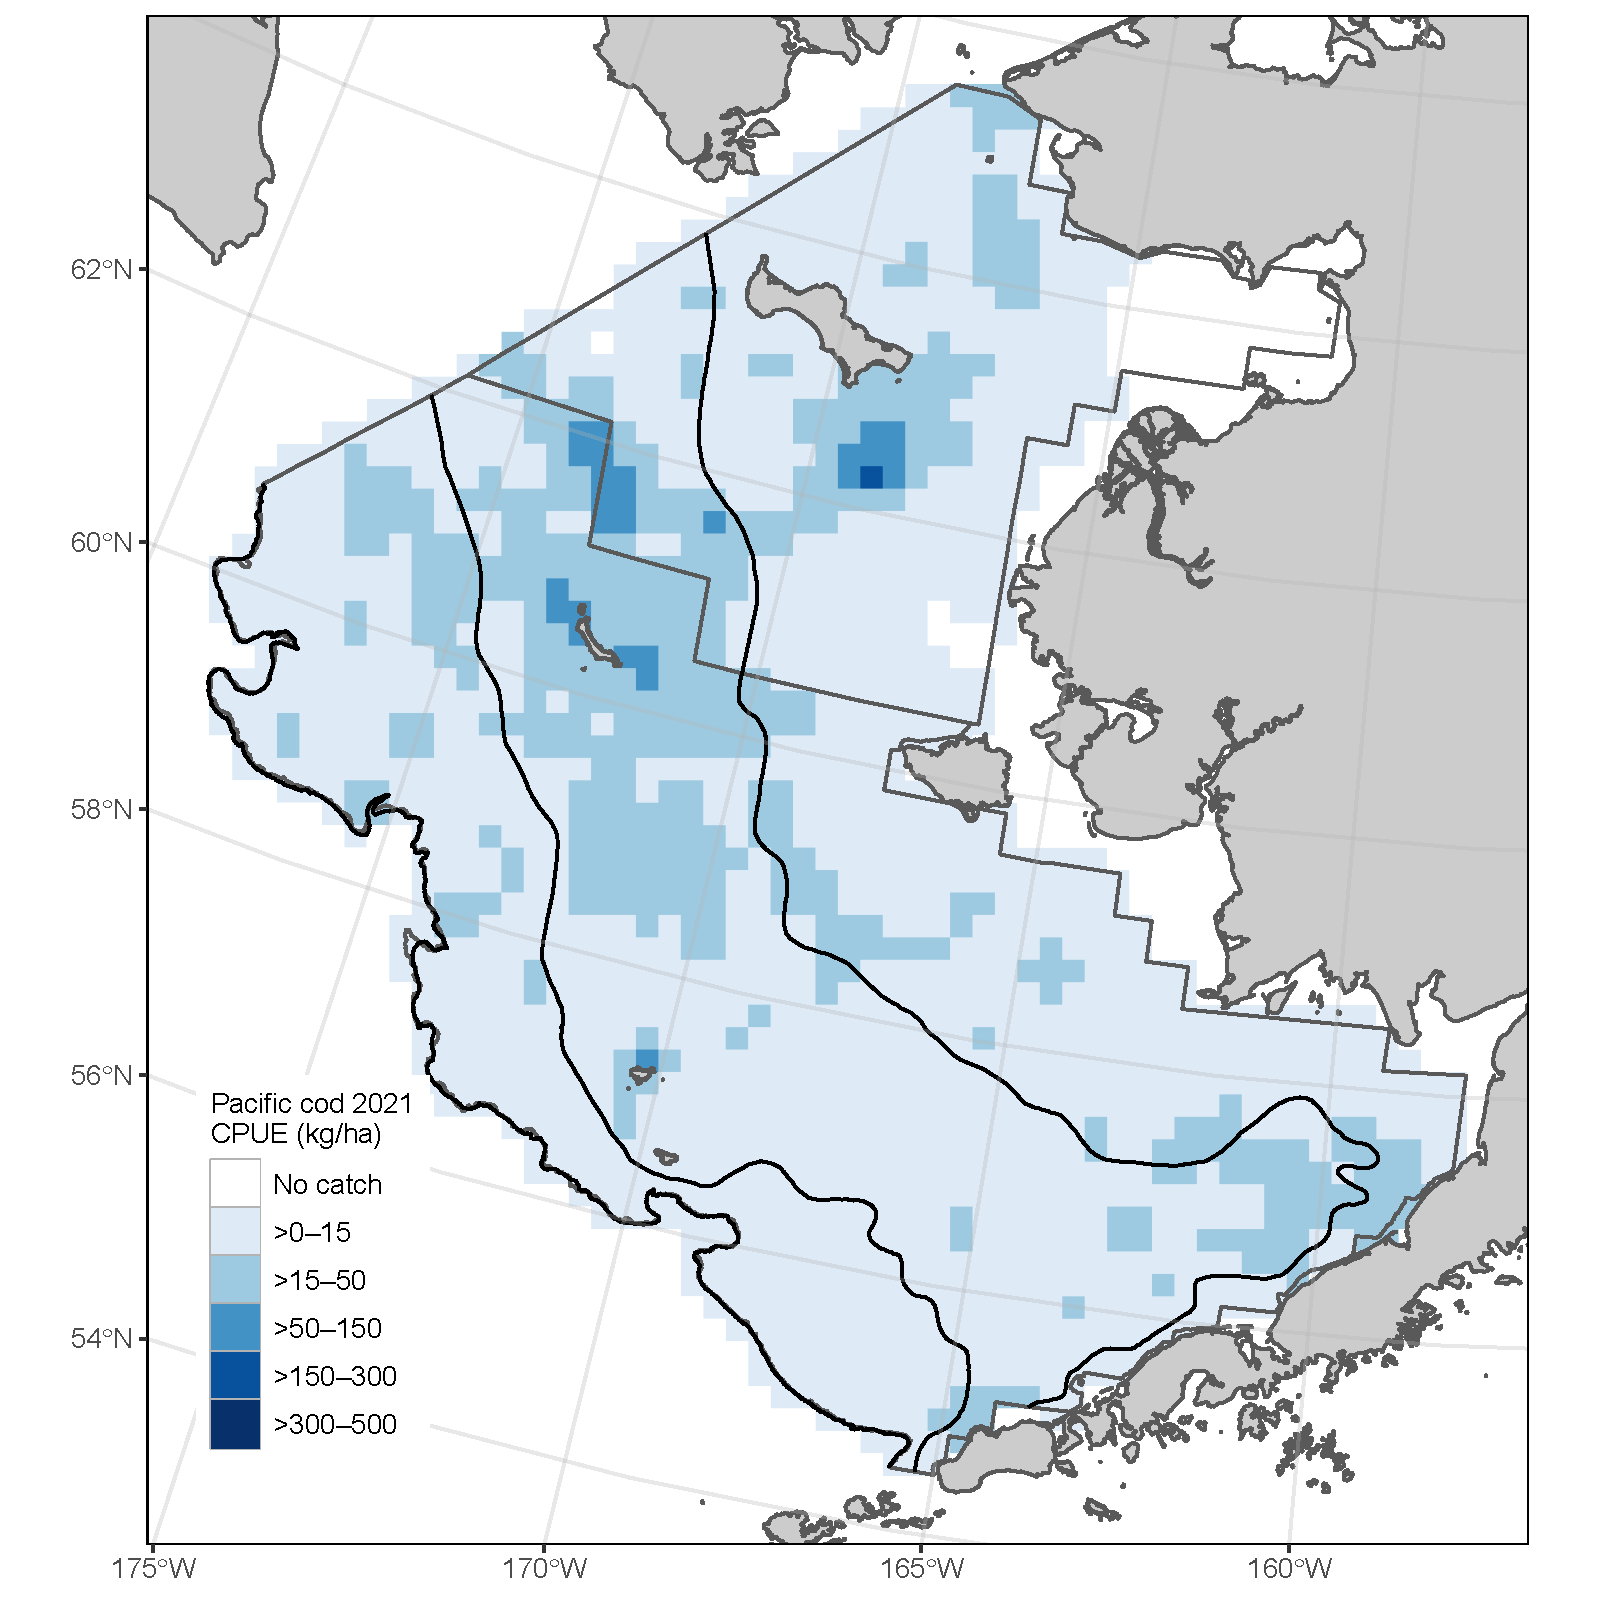 62°N
60°N
58°N
56°N
54°N
Pacific cod 2021
CPUE (kg/ha)
No catch
>0–15
>15–50
>50–150
>150–300
>300–500
175°W
170°W
165°W
160°W